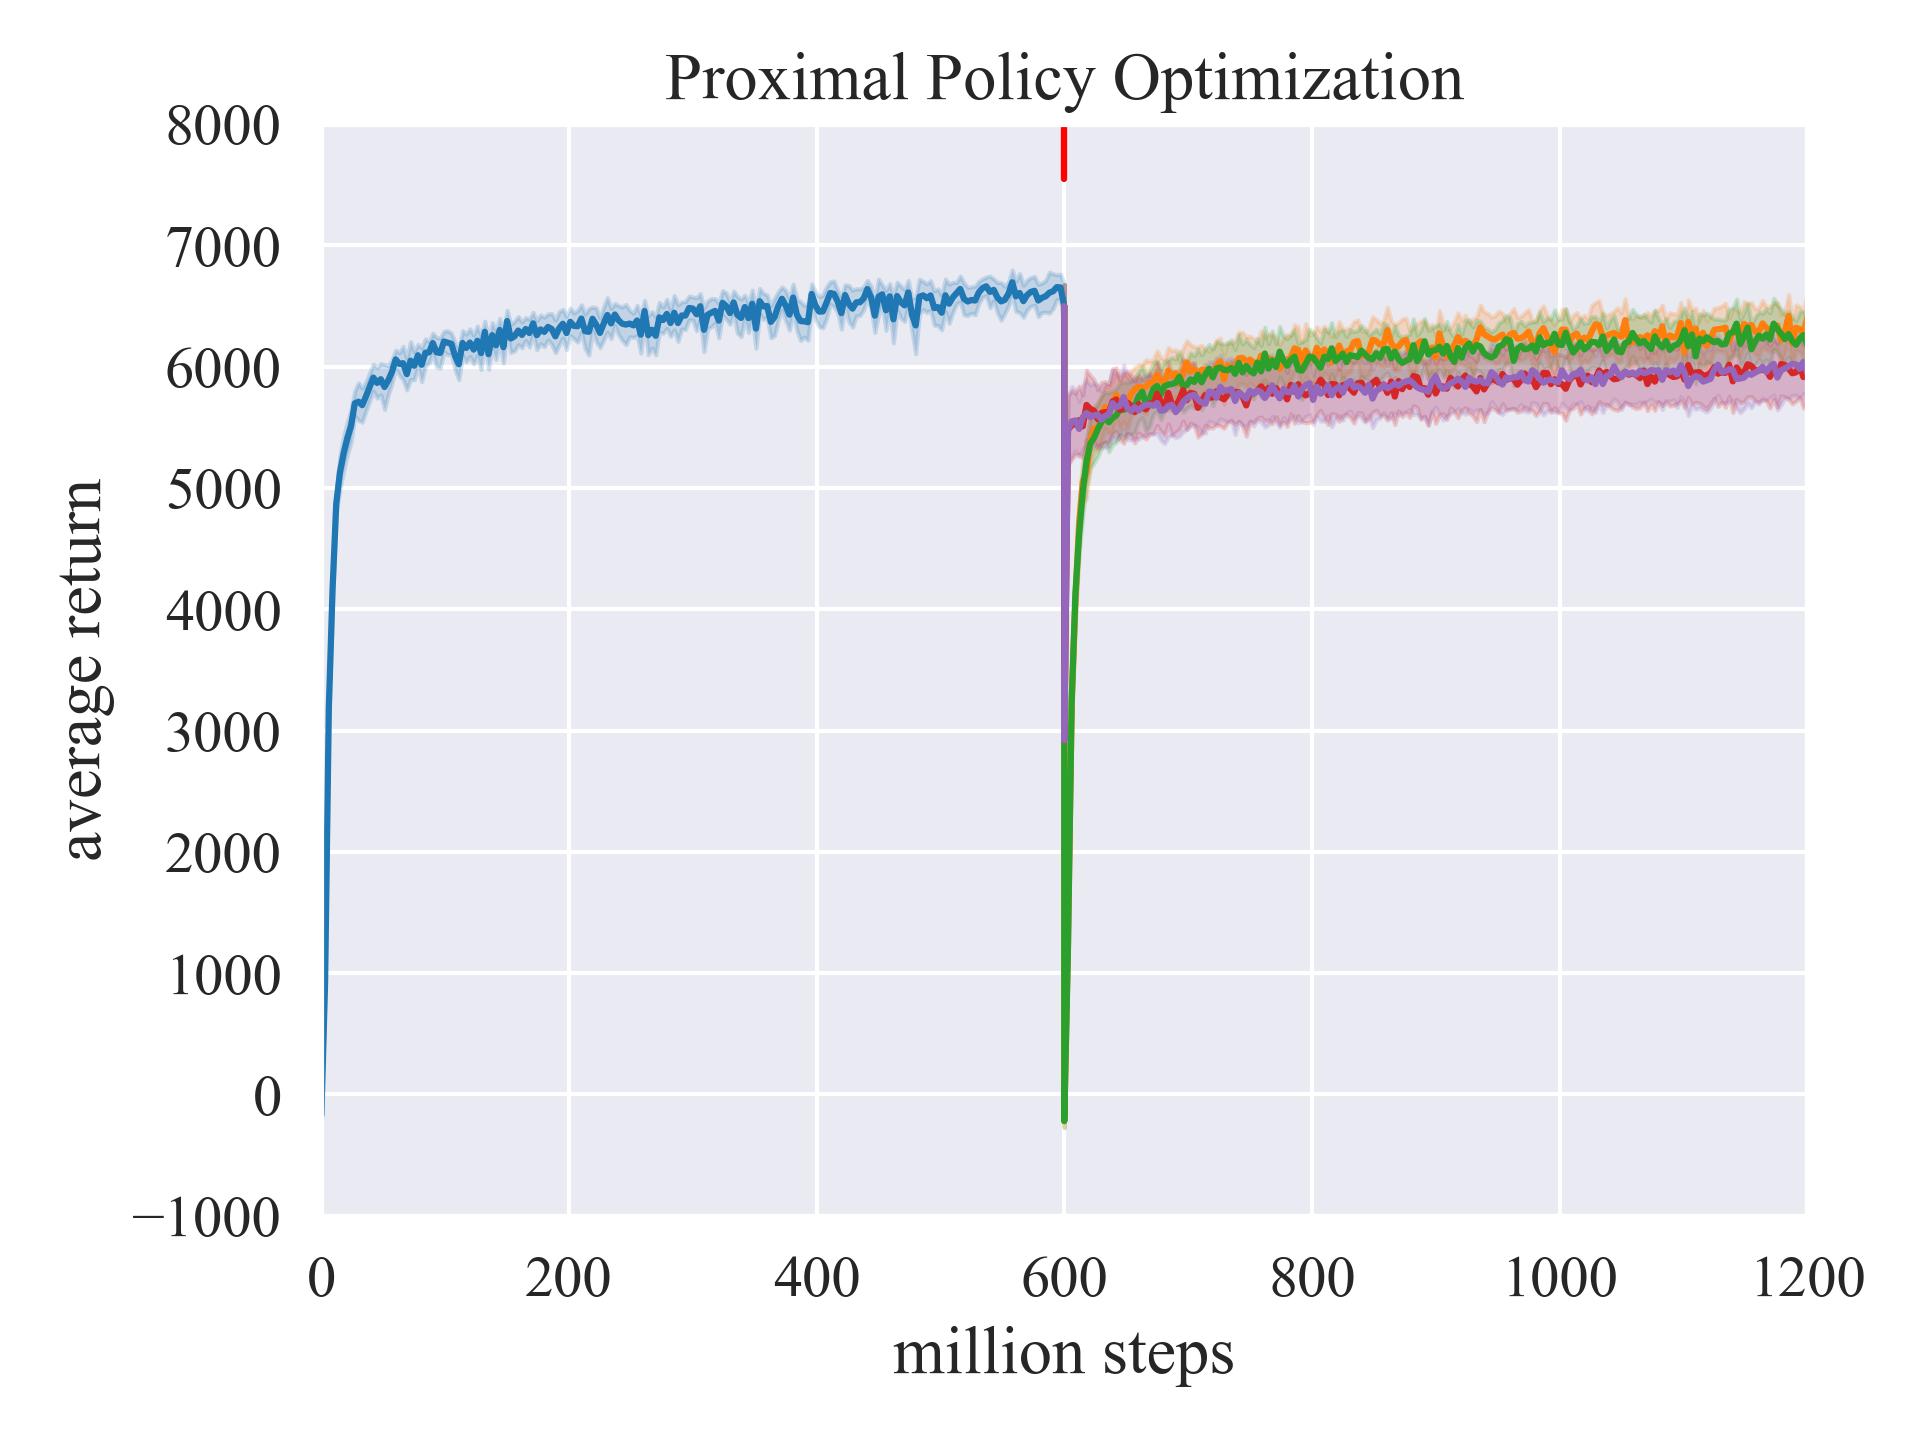 Proximal Policy Optimization
8000
7000
6000
5000
4000
3000
2000
1000
0
−1000
average return
0 200 400 600 800 1000 1200
million steps